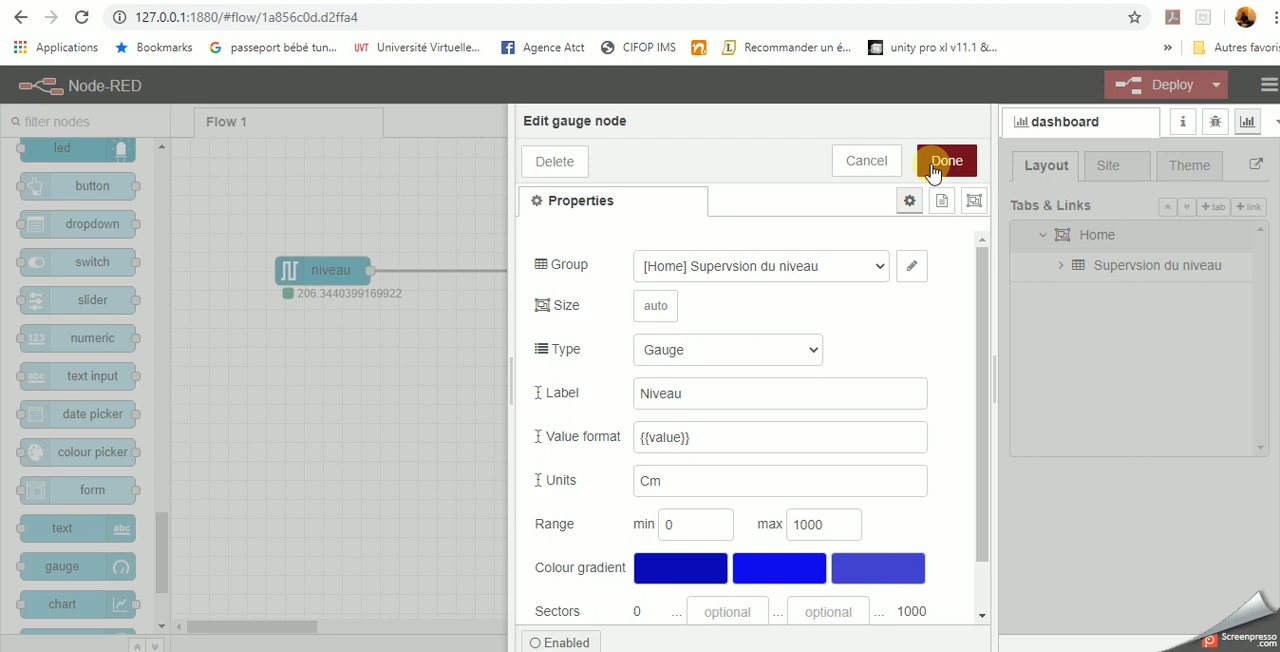 127.0.0.1:1880/#flow/1a856c0d.d2ffa4
Applications Bookmarks passeport bébé tun... UVT Université Virtuelle... Agence Atct CIFOP IMS Recommander un é... unity pro xl v11.1 &... » Autres favoris
Node-RED Deploy
filter nodes
Flow 1
led
button
dropdown
switch
slider
123 numeric
abc text input
date picker
colour picker
form
text abc
gauge
chart
niveau
206.3440399169922
Edit gauge node
Delete Cancel Done
Properties
Group [Home] Supervsion du niveau
Size auto
Type Gauge
Label Niveau
Value format {{value}}
Units Cm
Range min 0 max 1000
Colour gradient
Sectors 0 ... optional ... optional ... 1000
Enabled
dashboard i
Layout Site Theme
Tabs & Links + tab + link
Home
Supervsion du niveau
Screenpresso
.com